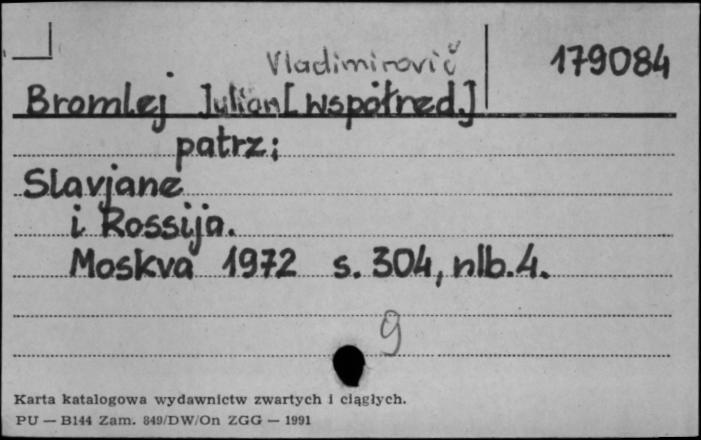 Vladimirovič 179084
Bromlej Julian [współred.]
patrz:
Slavjane
i Rossija.
Moskva 1972 s. 304, nlb. 4.
9
Karta katalogowa wydawnictw zwartych i ciągłych.
PU — B144 Zam. 849/DW/On ZGG — 1991